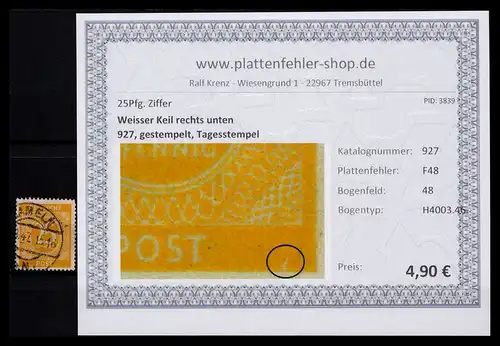 www.plattenfehler-shop.de
Ralf Krenz - Wiesengrund 1 - 22967 Tremsbüttel
25Pfg. Ziffer
PID: 3839
Weisser Keil rechts unten
927, gestempelt, Tagesstempel
Katalognummer: 927
Plattenfehler: F48
Bogenfeld: 48
Bogentyp: H4003.46
Preis: 4,90 €
PFENNIG
POST